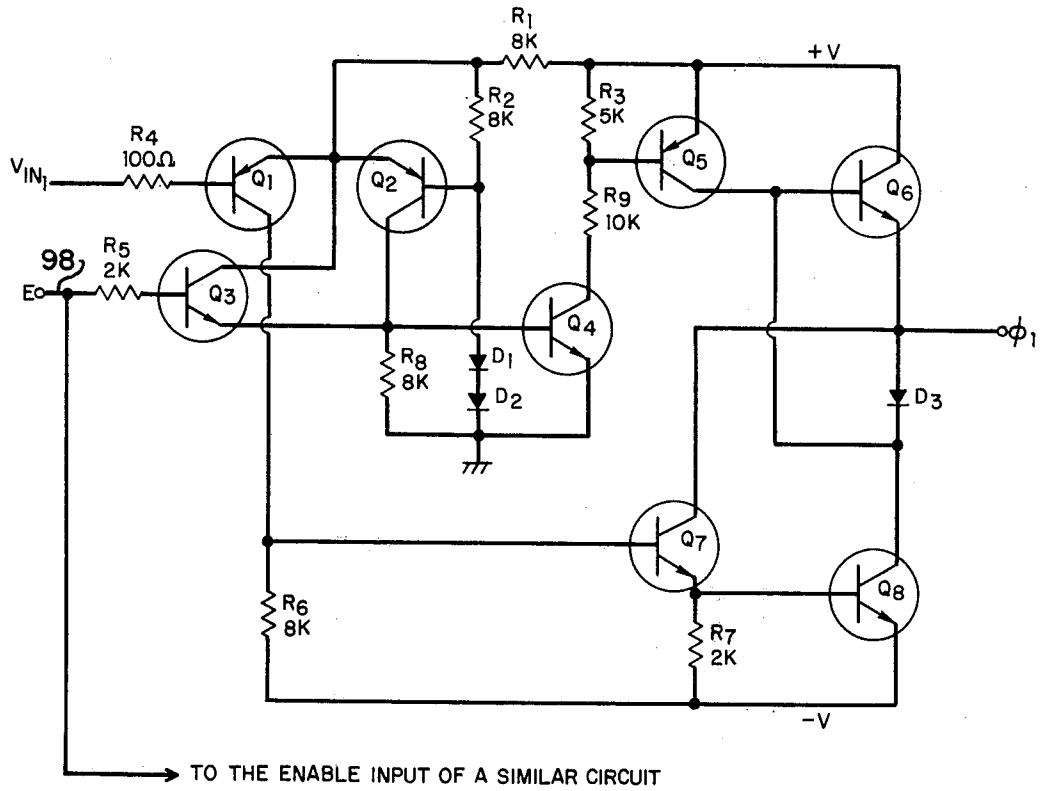 R1
8K
+V
R2
8K
R3
5K
R4
100Ω
VIN1
Q1
Q2
Q5
Q6
R9
10K
98
R5
2K
E
Q3
Q4
ϕ1
R8
8K
D1
D2
D3
Q7
Q8
R6
8K
R7
2K
-V
TO THE ENABLE INPUT OF A SIMILAR CIRCUIT